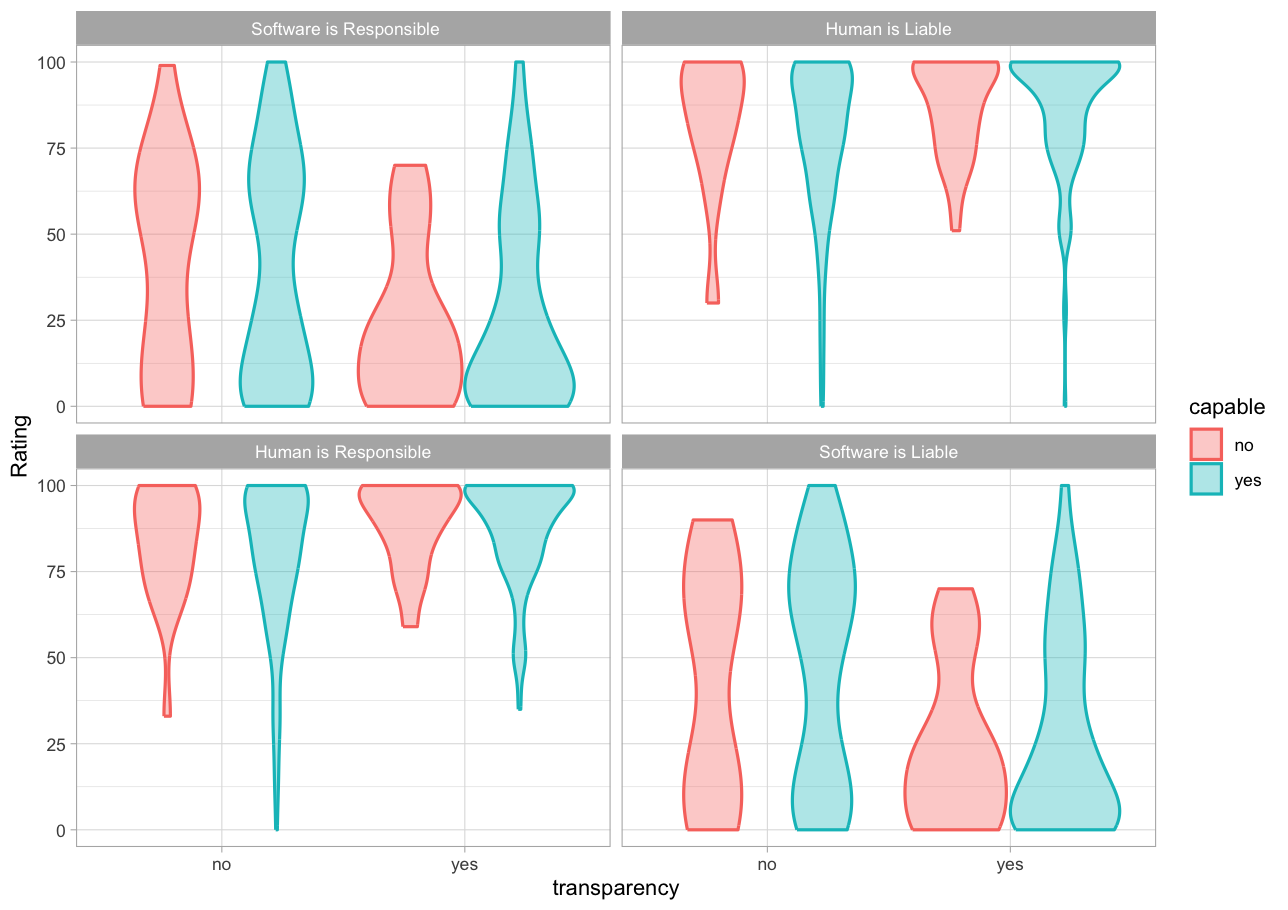 Software is Responsible
Human is Liable
100
75
50
25
0
Human is Responsible
Software is Liable
100
75
50
25
0
no
yes
no
yes
transparency
Rating
capable
no
yes